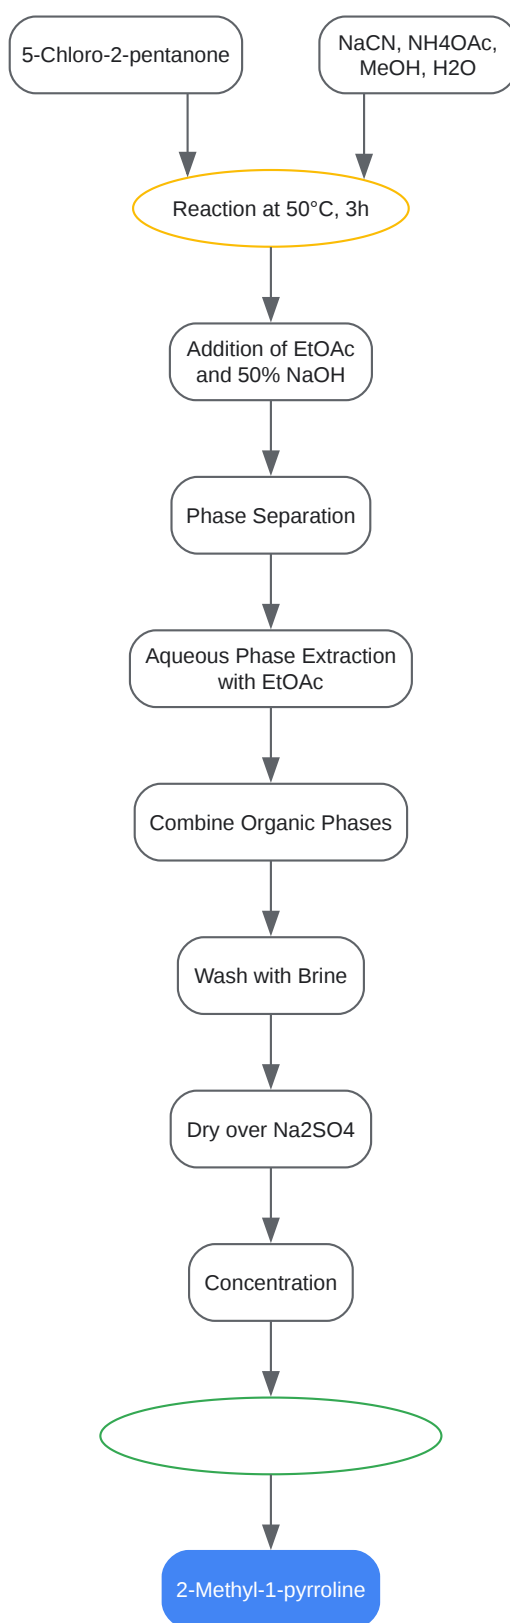 5-Chloro-2-pentanone
NaCN, NH4OAc,
MeOH, H2O
Reaction at 50°C, 3h
Addition of EtOAc
and 50% NaOH
Phase Separation
Aqueous Phase Extraction
with EtOAc
Combine Organic Phases
Wash with Brine
Dry over Na2SO4
Concentration
2-Methyl-1-pyrroline